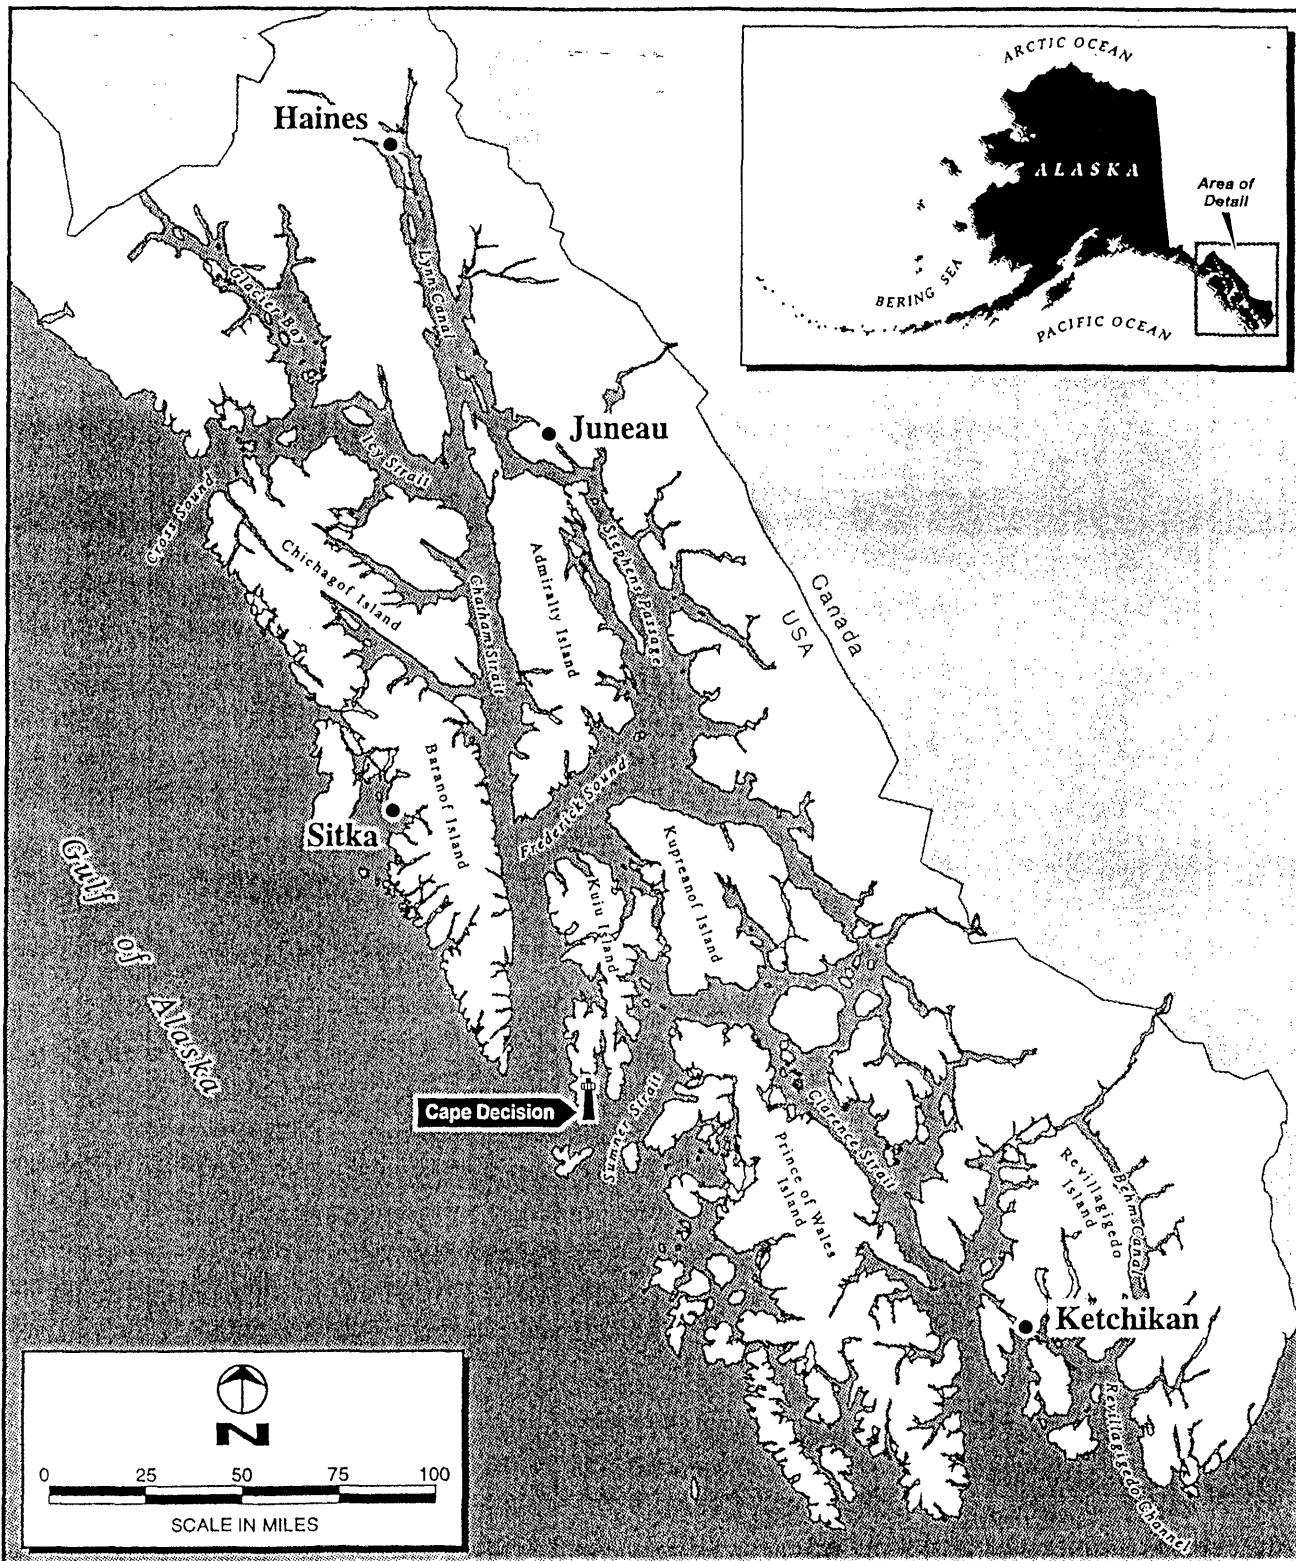 ARCTIC OCEAN
ALASKA
Area of
Detail
BERING SEA
PACIFIC OCEAN
Haines
Lynn Canal
Glacier Bay
Juneau
Icy Strait
Cross Sound
Chichagof Island
Chatham Strait
Admiralty Island
Stephens Passage
Canada
USA
Baranof Island
Sitka
Frederick Sound
Kupreanof Island
Kuiu Island
Gulf
of
Alaska
Cape Decision
Sumner Strait
Clarence Strait
Prince of Wales
Island
Revillagigedo
Island
Behms Canal
Ketchikan
Revillagigedo Channel
N
0 25 50 75 100
SCALE IN MILES